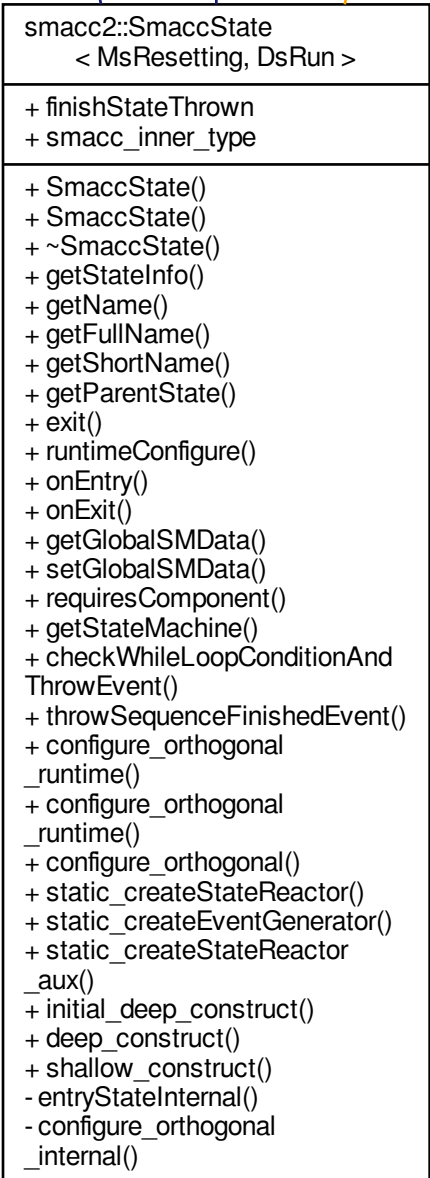 smacc2::SmaccState
< MsResetting, DsRun >
+ finishStateThrown
+ smacc_inner_type
+ SmaccState()
+ SmaccState()
+ ~SmaccState()
+ getStateInfo()
+ getName()
+ getFullName()
+ getShortName()
+ getParentState()
+ exit()
+ runtimeConfigure()
+ onEntry()
+ onExit()
+ getGlobalSMData()
+ setGlobalSMData()
+ requiresComponent()
+ getStateMachine()
+ checkWhileLoopConditionAnd
ThrowEvent()
+ throwSequenceFinishedEvent()
+ configure_orthogonal
_runtime()
+ configure_orthogonal
_runtime()
+ configure_orthogonal()
+ static_createStateReactor()
+ static_createEventGenerator()
+ static_createStateReactor
_aux()
+ initial_deep_construct()
+ deep_construct()
+ shallow_construct()
- entryStateInternal()
- configure_orthogonal
_internal()